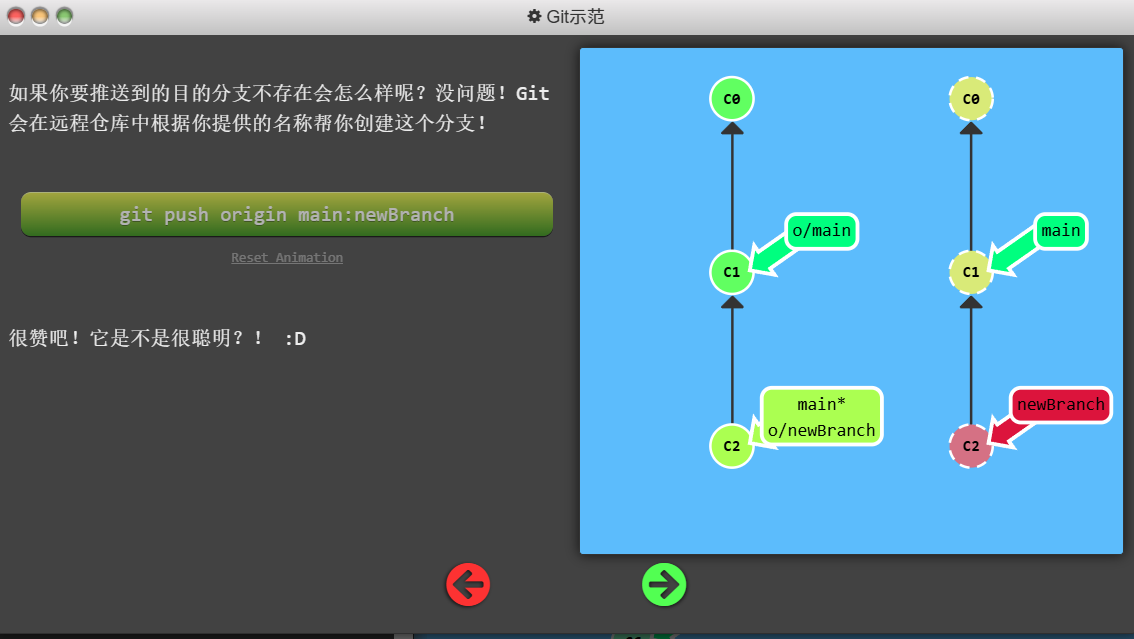 Git示范
如果你要推送到的目的分支不存在会怎么样呢？没问题！Git
会在远程仓库中根据你提供的名称帮你创建这个分支！
git push origin main:newBranch
Reset Animation
很赞吧！它是不是很聪明？！ :D
C0
C0
o/main
main
C1
C1
main*
o/newBranch
newBranch
C2
C2